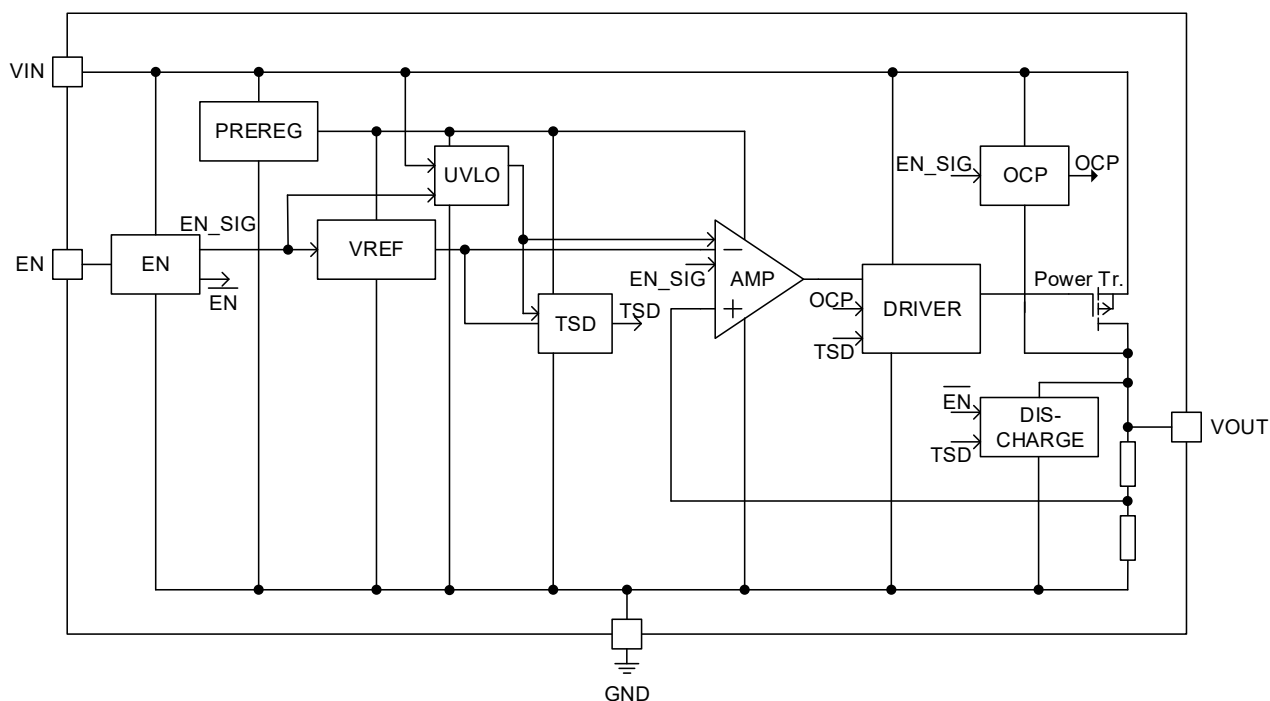 VIN
PREREG
EN_SIG
OCP
OCP
UVLO
EN_SIG
VREF
EN
EN
EN
EN_SIG
AMP
−
+
Power Tr.
TSD
TSD
OCP
DRIVER
TSD
EN
DIS-
CHARGE
TSD
VOUT
GND